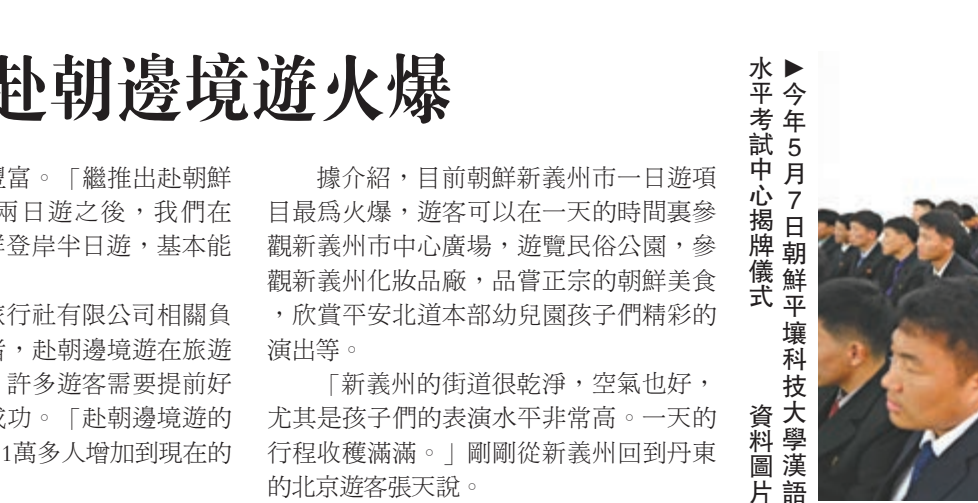 赴朝邊境遊火爆
豐富。「繼推出赴朝鮮
兩日遊之後，我們在
登岸半日遊，基本能
旅行社有限公司相關負
者，赴朝邊境遊在旅遊
許多遊客需要提前好
成功。「赴朝邊境遊的
1萬多人增加到現在的
據介紹，目前朝鮮新義州市一日遊項
目最爲火爆，遊客可以在一天的時間裏參
觀新義州市中心廣場，遊覽民俗公園，參
觀新義州化妝品廠，品嘗正宗的朝鮮美食
，欣賞平安北道本部幼兒園孩子們精彩的
演出等。
「新義州的街道很乾淨，空氣也好，
尤其是孩子們的表演水平非常高。一天的
行程收穫滿滿。」剛剛從新義州回到丹東
的北京遊客張天說。
▶今年5月7日朝鮮平壤科技大學漢語
水平考試中心揭牌儀式 資料圖片